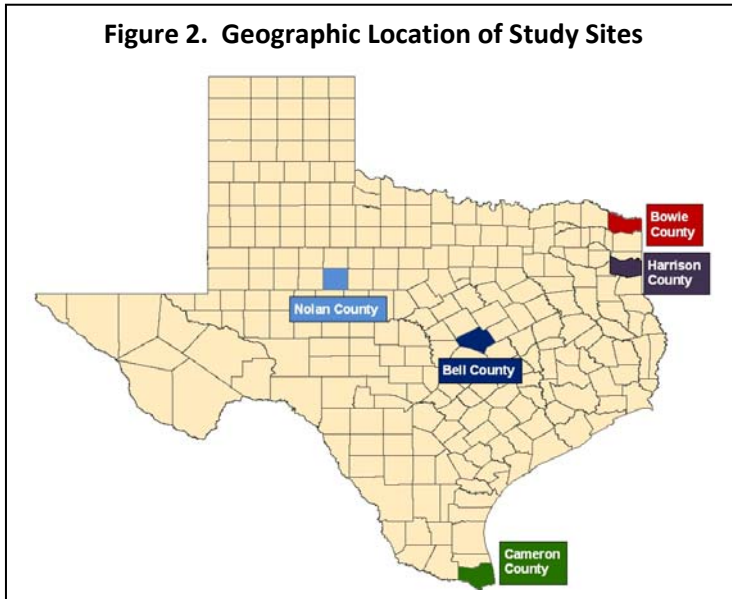 Figure 2. Geographic Location of Study Sites
Bowie
County
Harrison
County
Nolan County
Bell County
Cameron
County